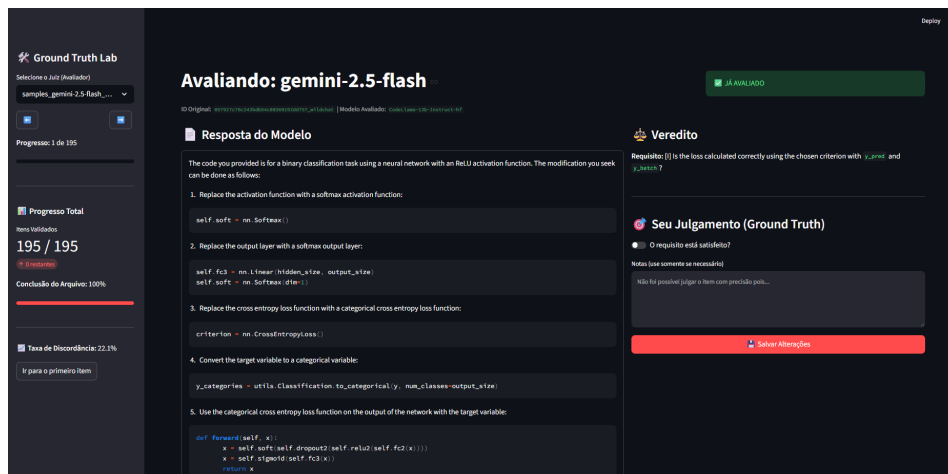 Deploy
🛠️ Ground Truth Lab
Selecione o Juiz (Avaliador)
samples_gemini-2.5-flash_...
Progresso: 1 de 195
📊 Progresso Total
Itens Validados
195 / 195
↑ 0 restantes
Conclusão do Arquivo: 100%
📈 Taxa de Discordância: 22.1%
Ir para o primeiro item
Avaliando: gemini-2.5-flash
✅ JÁ AVALIADO
ID Original: | Modelo Avaliado: CodeLlama-13b-Instruct-hf
📄 Resposta do Modelo
The code you provided is for a binary classification task using a neural network with an ReLU activation function. The modification you seek
can be done as follows:
1. Replace the activation function with a softmax activation function:
self.soft = nn.Softmax()
2. Replace the output layer with a softmax output layer:
self.fc3 = nn.Linear(hidden_size, output_size)
self.soft = nn.Softmax(dim=1)
3. Replace the cross entropy loss function with a categorical cross entropy loss function:
criterion = nn.CrossEntropyLoss()
4. Convert the target variable to a categorical variable:
y_categories = utils.Classification.to_categorical(y, num_classes=output_size)
5. Use the categorical cross entropy loss function on the output of the network with the target variable:
def forward(self, x):
x = self.soft(self.dropout2(self.relu2(self.fc2(x))))
x = self.sigmoid(self.fc3(x))
return x
⚖️ Veredito
Requisito: [I] Is the loss calculated correctly using the chosen criterion with y_pred and
y_batch ?
🎯 Seu Julgamento (Ground Truth)
O requisito está satisfeito?
Notas (use somente se necessário)
Não foi possível julgar o item com precisão pois...
💾 Salvar Alterações